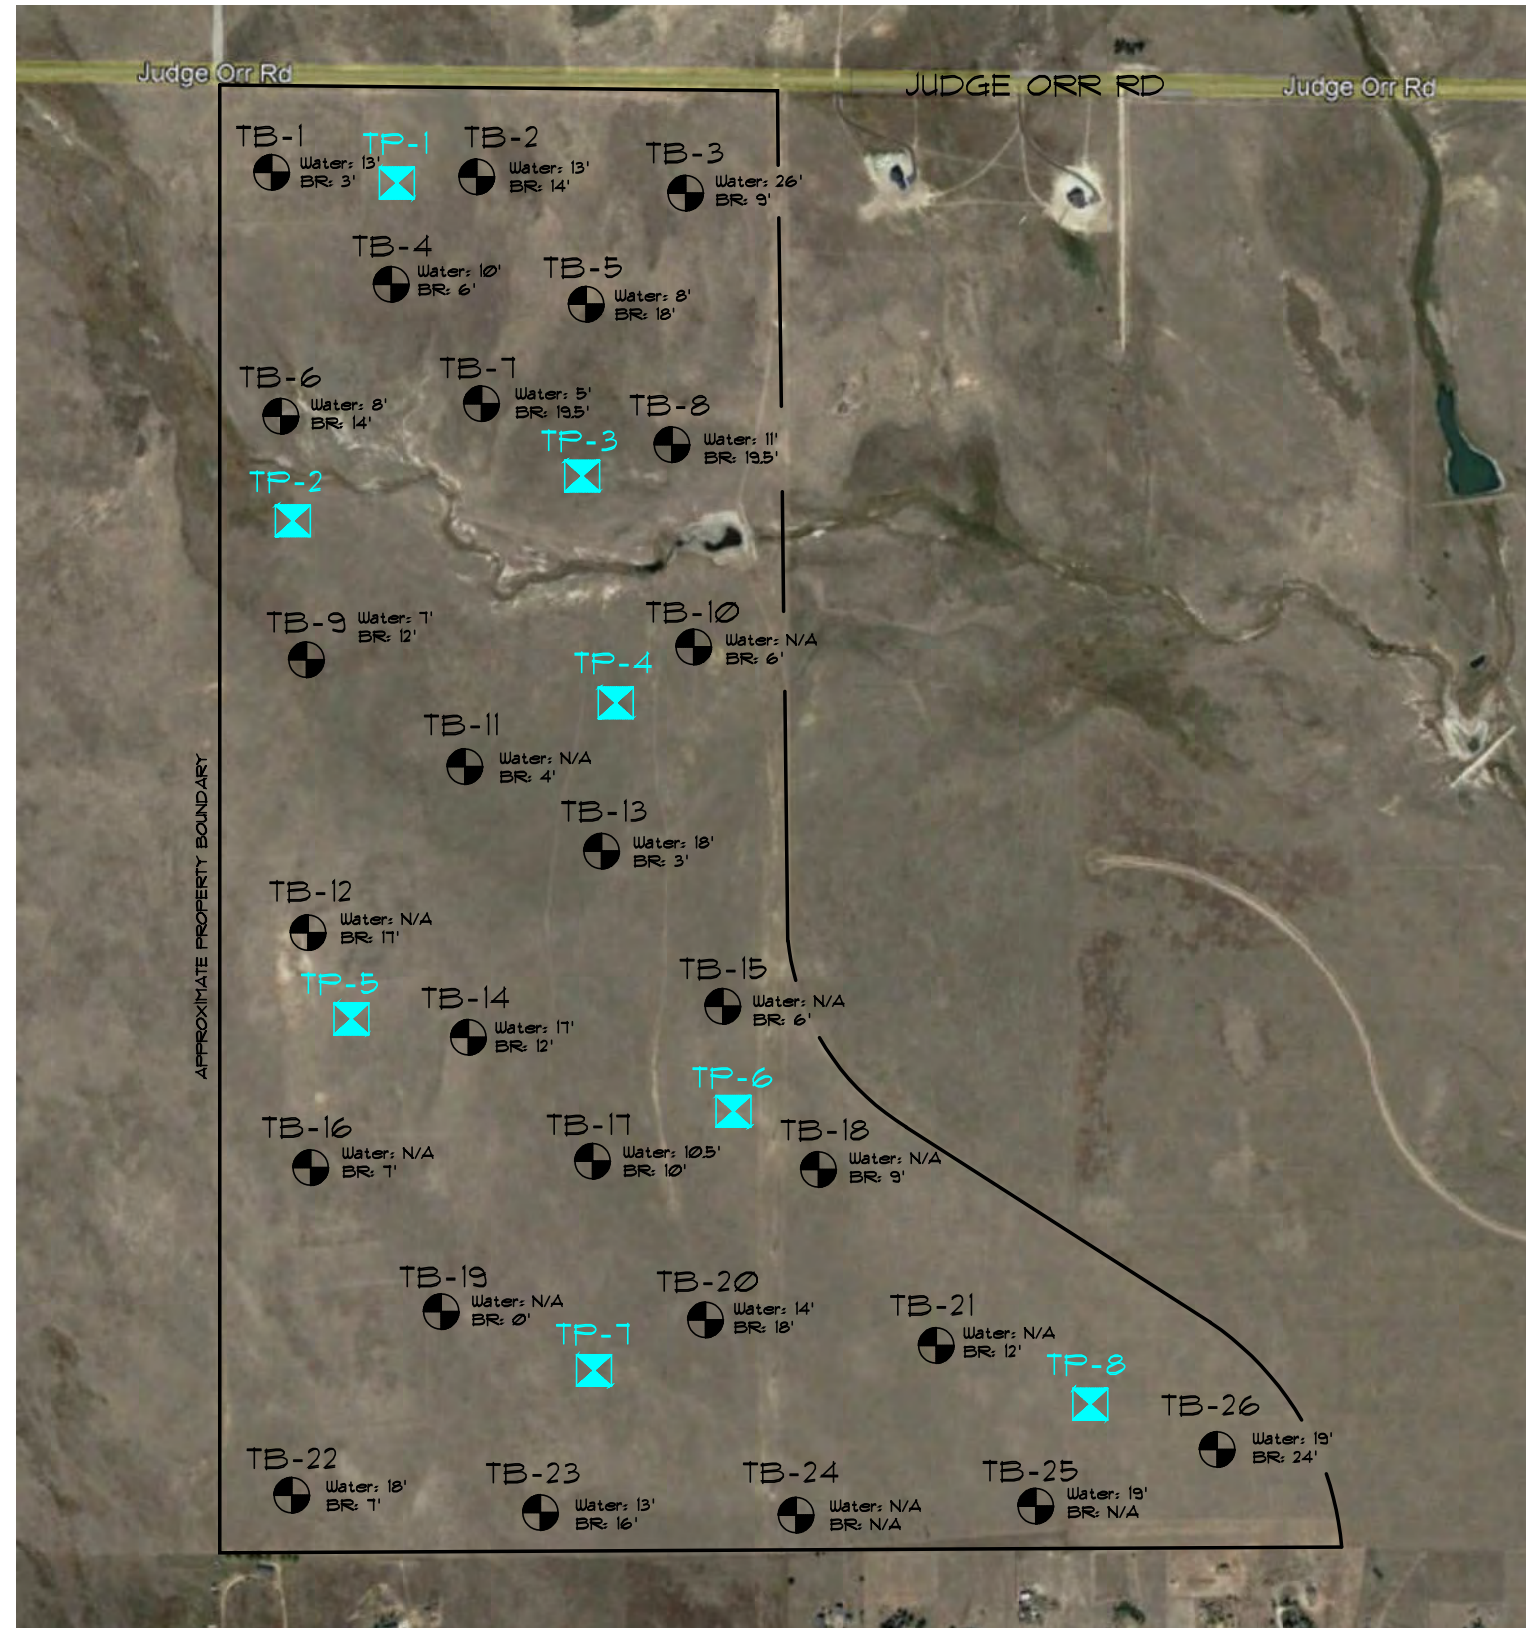 Judge Orr Rd
JUDGE ORR RD
Judge Orr Rd
TB-1
Water: 13'
BR: 3'
TP-1
TB-2
Water: 13'
BR: 14'
TB-3
Water: 26'
BR: 9'
TB-4
Water: 10'
BR: 6'
TB-5
Water: 8'
BR: 18'
TB-6
Water: 8'
BR: 14'
TB-7
Water: 5'
BR: 19.5'
TB-8
Water: 11'
BR: 19.5'
TP-3
TP-2
TB-9
Water: 7'
BR: 12'
TB-10
Water: N/A
BR: 6'
TP-4
TB-11
Water: N/A
BR: 4'
TB-13
Water: 18'
BR: 3'
APPROXIMATE PROPERTY BOUNDARY
TB-12
Water: N/A
BR: 17'
TP-5
TB-14
Water: 17'
BR: 12'
TB-15
Water: N/A
BR: 6'
TP-6
TB-16
Water: N/A
BR: 7'
TB-17
Water: 10.5'
BR: 10'
TB-18
Water: N/A
BR: 9'
TB-19
Water: N/A
BR: 0'
TP-7
TB-20
Water: 14'
BR: 18'
TB-21
Water: N/A
BR: 12'
TP-8
TB-26
Water: 19'
BR: 24'
TB-22
Water: 18'
BR: 7'
TB-23
Water: 13'
BR: 16'
TB-24
Water: N/A
BR: N/A
TB-25
Water: 19'
BR: N/A